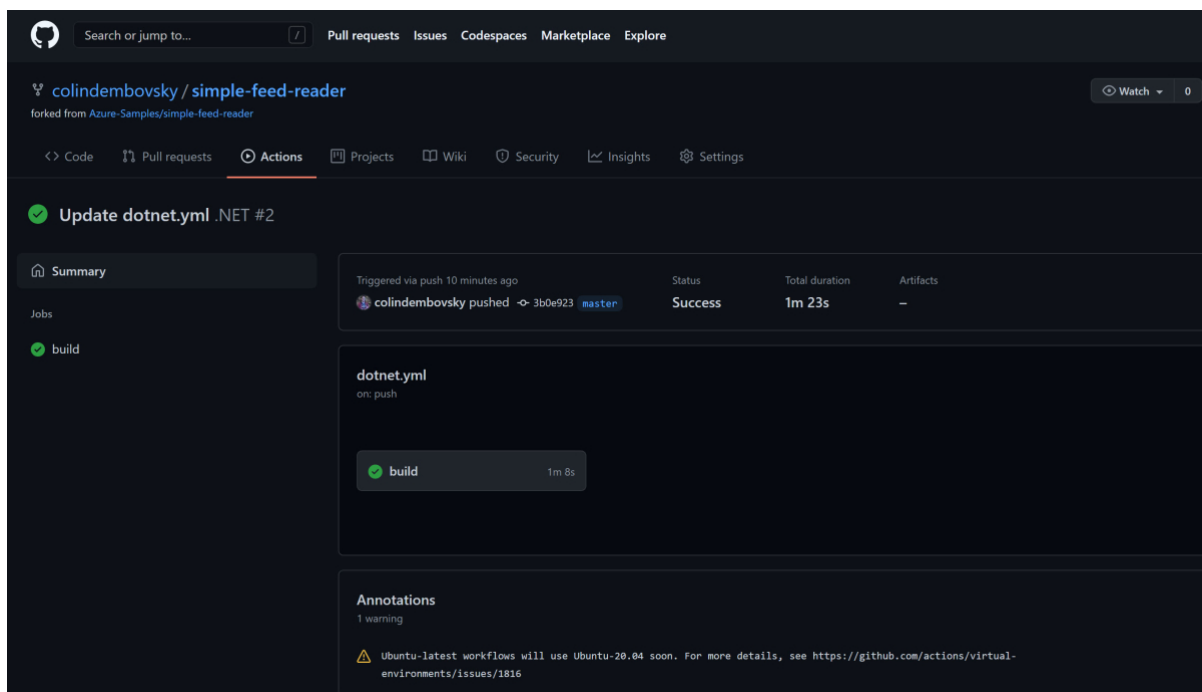 Search or jump to... /
Pull requests Issues Codespaces Marketplace Explore
colindembovsky / simple-feed-reader
Watch 0
forked from Azure-Samples/simple-feed-reader
<> Code Pull requests Actions Projects Wiki Security Insights Settings
Update dotnet.yml .NET #2
Summary
Jobs
build
Triggered via push 10 minutes ago
colindembovsky pushed 3b0e923 master
Status
Success
Total duration
1m 23s
Artifacts
–
dotnet.yml
on: push
build 1m 8s
Annotations
1 warning
Ubuntu-latest workflows will use Ubuntu-20.04 soon. For more details, see https://github.com/actions/virtual-
environments/issues/1816